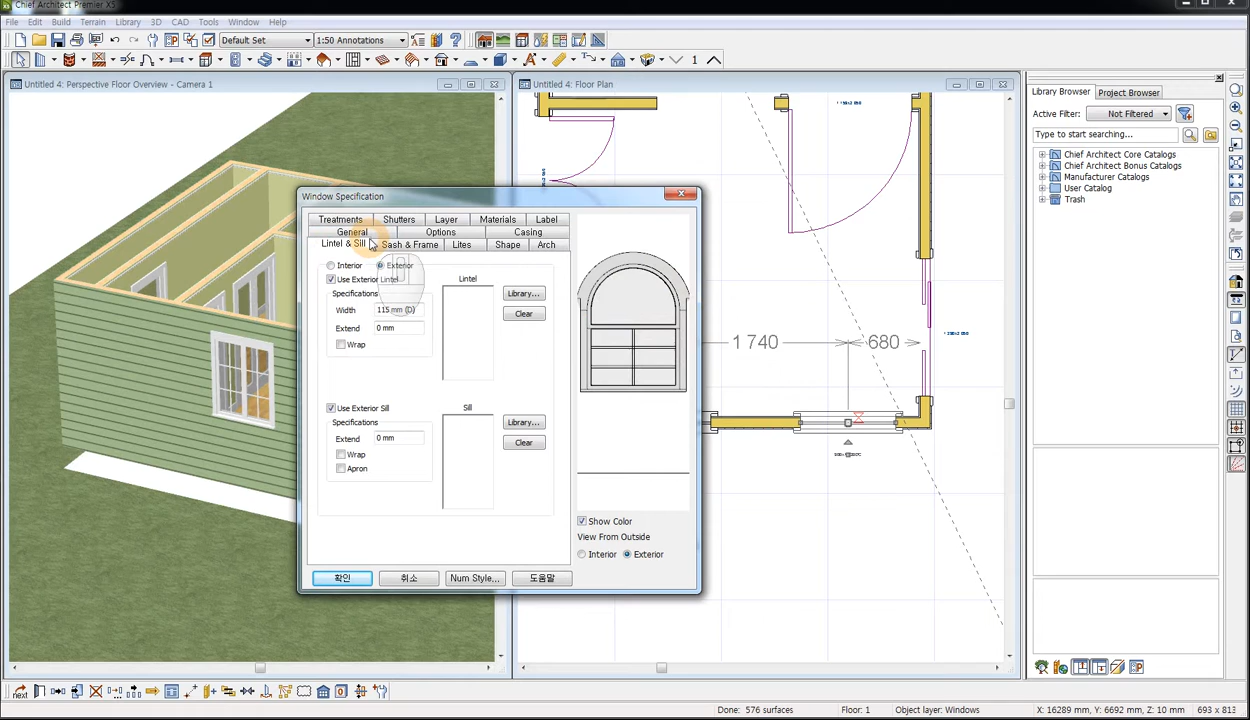 Chief Architect Premier X5
File Edit Build Terrain Library 3D CAD Tools Window Help
Default Set 1:50 Annotations
1
Untitled 4: Perspective Floor Overview - Camera 1
Untitled 4: Floor Plan
Library Browser Project Browser
Active Filter: Not Filtered
Type to start searching...
Chief Architect Core Catalogs
Chief Architect Bonus Catalogs
Manufacturer Catalogs
User Catalog
Trash
Window Specification
Treatments Shutters Layer Materials Label
General Options Casing
Lintel & Sill Sash & Frame Lites Shape Arch
Interior Exterior
Use Exterior Lintel Lintel
Specifications Library...
Width 115 mm (D) Clear
Extend 0 mm
Wrap
Use Exterior Sill Sill
Specifications Library...
Extend 0 mm Clear
Wrap
Apron
Show Color
View From Outside
Interior Exterior
확인 취소 Num Style... 도움말
1 740 680
Done: 576 surfaces Floor: 1 Object layer: Windows X: 16289 mm, Y: 6692 mm, Z: 10 mm 693 x 813
next